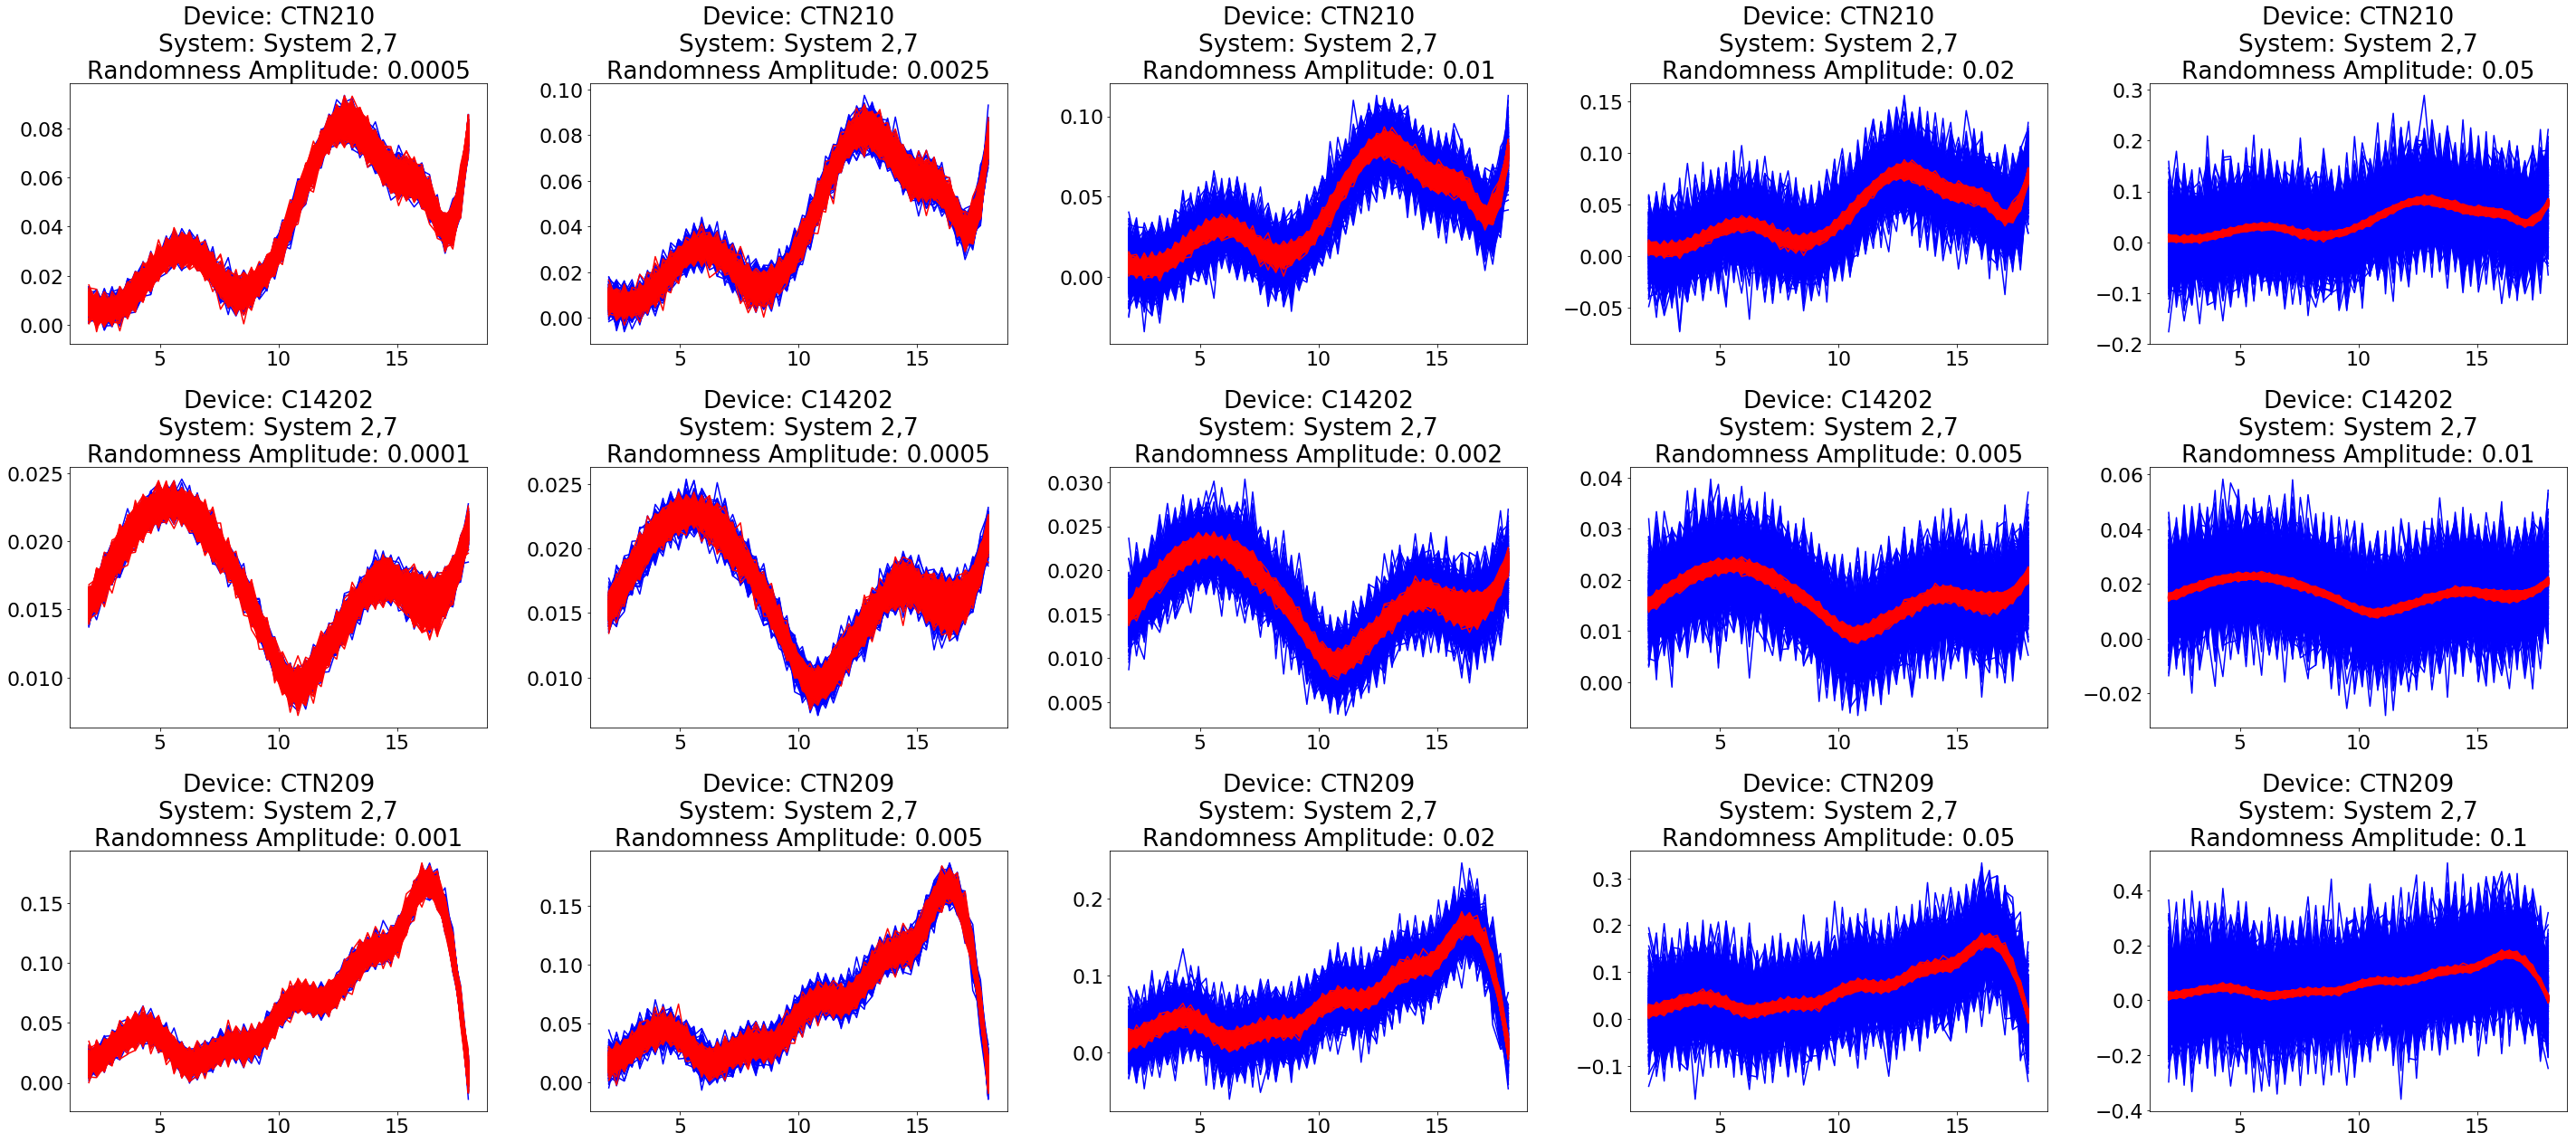 Device: CTN210
System: System 2,7
Randomness Amplitude: 0.0005
0.08
0.06
0.04
0.02
0.00
5 10 15
Device: CTN210
System: System 2,7
Randomness Amplitude: 0.0025
0.10
0.08
0.06
0.04
0.02
0.00
5 10 15
Device: CTN210
System: System 2,7
Randomness Amplitude: 0.01
0.10
0.05
0.00
5 10 15
Device: CTN210
System: System 2,7
Randomness Amplitude: 0.02
0.15
0.10
0.05
0.00
−0.05
5 10 15
Device: CTN210
System: System 2,7
Randomness Amplitude: 0.05
0.3
0.2
0.1
0.0
−0.1
−0.2
5 10 15
Device: C14202
System: System 2,7
Randomness Amplitude: 0.0001
0.025
0.020
0.015
0.010
5 10 15
Device: C14202
System: System 2,7
Randomness Amplitude: 0.0005
0.025
0.020
0.015
0.010
5 10 15
Device: C14202
System: System 2,7
Randomness Amplitude: 0.002
0.030
0.025
0.020
0.015
0.010
0.005
5 10 15
Device: C14202
System: System 2,7
Randomness Amplitude: 0.005
0.04
0.03
0.02
0.01
0.00
5 10 15
Device: C14202
System: System 2,7
Randomness Amplitude: 0.01
0.06
0.04
0.02
0.00
−0.02
5 10 15
Device: CTN209
System: System 2,7
Randomness Amplitude: 0.001
0.15
0.10
0.05
0.00
5 10 15
Device: CTN209
System: System 2,7
Randomness Amplitude: 0.005
0.15
0.10
0.05
0.00
5 10 15
Device: CTN209
System: System 2,7
Randomness Amplitude: 0.02
0.2
0.1
0.0
5 10 15
Device: CTN209
System: System 2,7
Randomness Amplitude: 0.05
0.3
0.2
0.1
0.0
−0.1
5 10 15
Device: CTN209
System: System 2,7
Randomness Amplitude: 0.1
0.4
0.2
0.0
−0.2
−0.4
5 10 15